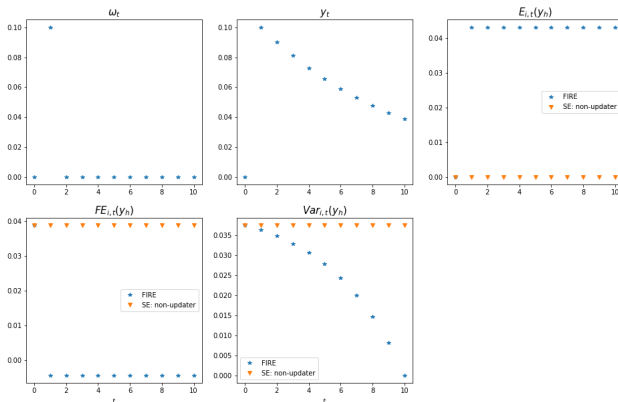 ω_t
y_t
E_{i,t}(y_h)
0.10
0.08
0.06
0.04
0.02
0.00
0 2 4 6 8 10
0.10
0.08
0.06
0.04
0.02
0.00
0 2 4 6 8 10
0.04
0.03
0.02
0.01
0.00
FIRE
SE: non-updater
0 2 4 6 8 10
FE_{i,t}(y_h)
Var_{i,t}(y_h)
0.04
0.03
0.02
0.01
0.00
FIRE
SE: non-updater
0 2 4 6 8 10
t
0.035
0.030
0.025
0.020
0.015
0.010
0.005
0.000
FIRE
SE: non-updater
0 2 4 6 8 10
t